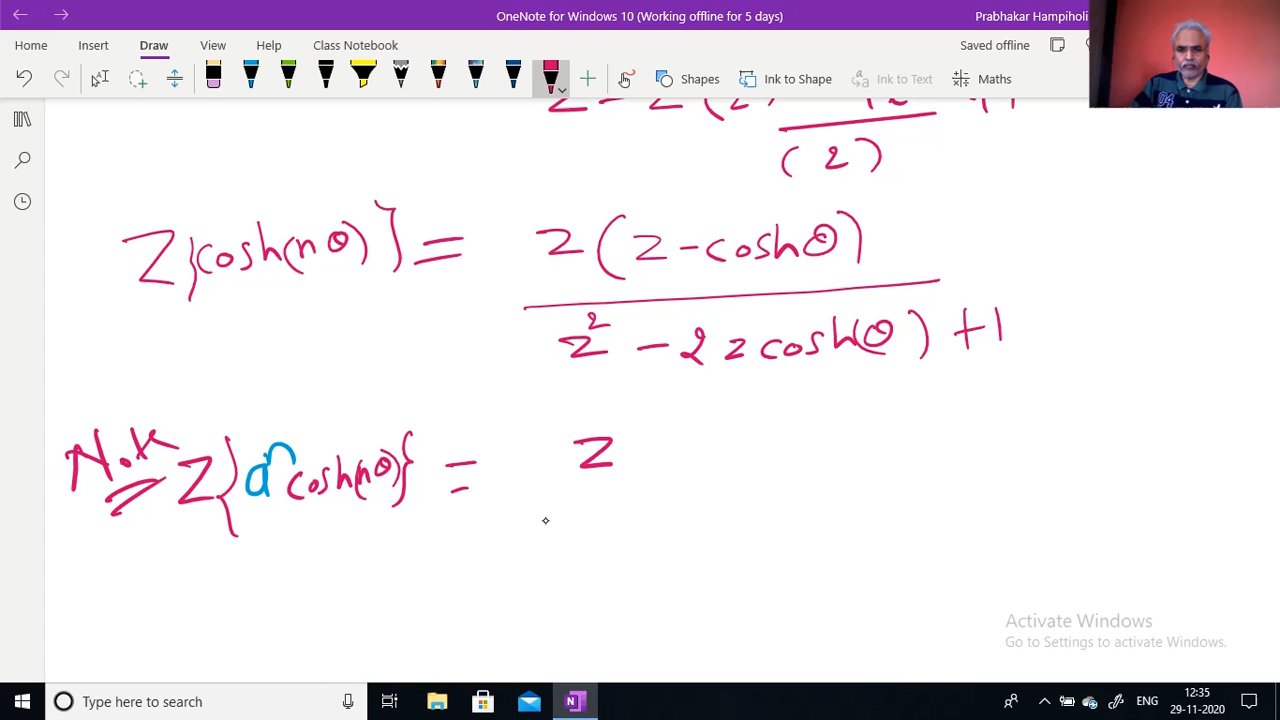 OneNote for Windows 10 (Working offline for 5 days)
Prabhakar Hampiholi
Home Insert Draw View Help Class Notebook
Saved offline
Shapes Ink to Shape Ink to Text Maths
04
(2)
Z{cosh(nθ)} = z(z-coshθ)
z² - 2z cosh(θ) + 1
Note Z{aⁿ cosh(nθ)} = z
Activate Windows
Go to Settings to activate Windows.
Type here to search
ENG
12:35
29-11-2020